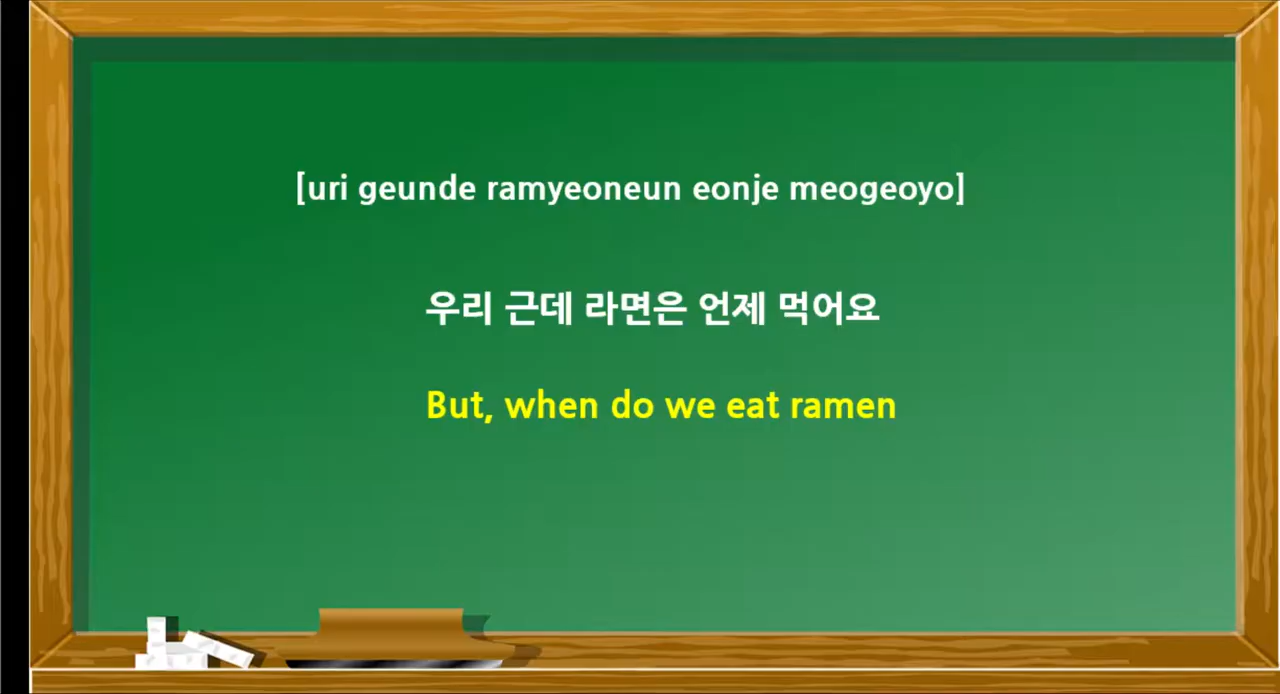 [uri geunde ramyeoneun eonje meogeoyo]
우리 근데 라면은 언제 먹어요
But, when do we eat ramen